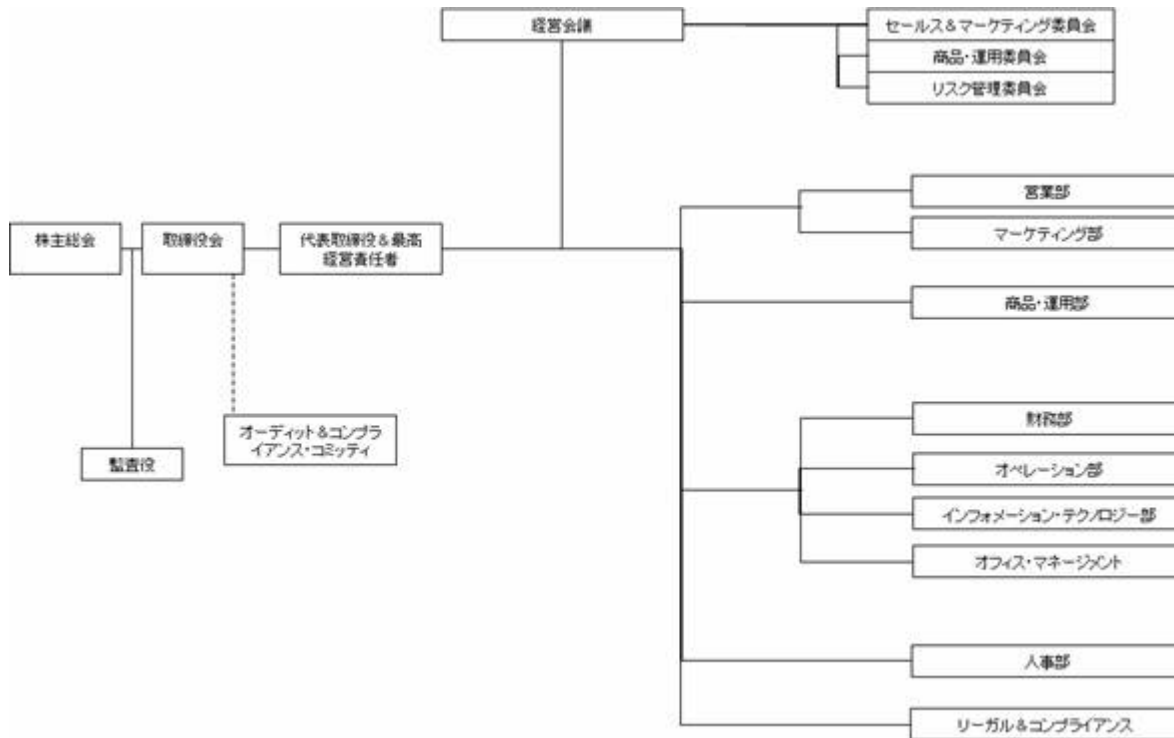 経営会議
セールス&マーケティング委員会
商品・運用委員会
リスク管理委員会
営業部
マーケティング部
株主総会
取締役会
代表取締役&最高
経営責任者
商品・運用部
オーディット&コンプラ
イアンス・コミッティ
監査役
財務部
オペレーション部
インフォメーション・テクノロジー部
オフィス・マネージメント
人事部
リーガル&コンプライアンス